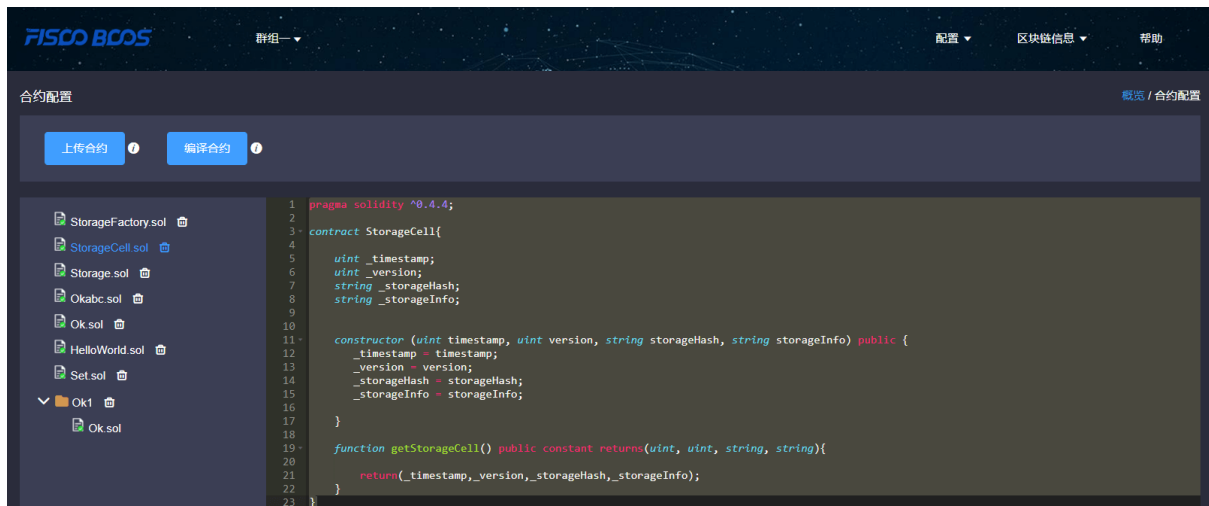 FISCO BCOS 群组一 配置 区块链信息 帮助
合约配置 概览 / 合约配置
上传合约 编译合约
StorageFactory.sol
StorageCell.sol
Storage.sol
Okabc.sol
Ok.sol
HelloWorld.sol
Set.sol
Ok1
Ok.sol
1 pragma solidity ^0.4.4;
2
3 contract StorageCell{
4
5 uint _timestamp;
6 uint _version;
7 string _storageHash;
8 string _storageInfo;
9
10
11 constructor (uint timestamp, uint version, string storageHash, string storageInfo) public {
12 _timestamp = timestamp;
13 _version = version;
14 _storageHash = storageHash;
15 _storageInfo = storageInfo;
16
17 }
18
19 function getStorageCell() public constant returns(uint, uint, string, string){
20
21 return(_timestamp,_version,_storageHash,_storageInfo);
22 }
23 }